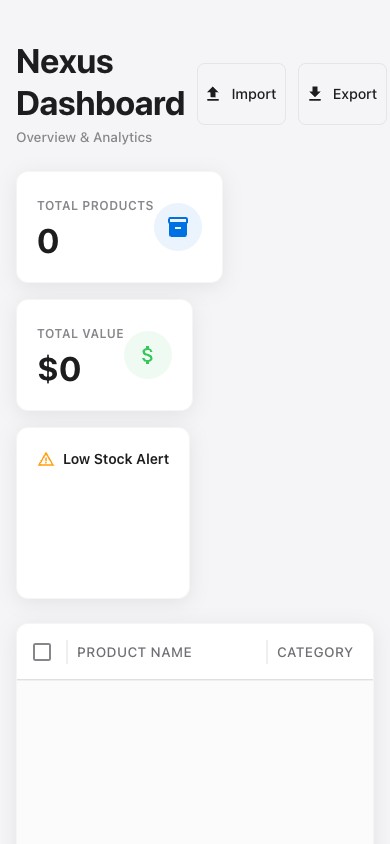 Nexus
Dashboard
Overview & Analytics
Import
Export
TOTAL PRODUCTS
0
TOTAL VALUE
$0
$
Low Stock Alert
PRODUCT NAME
CATEGORY